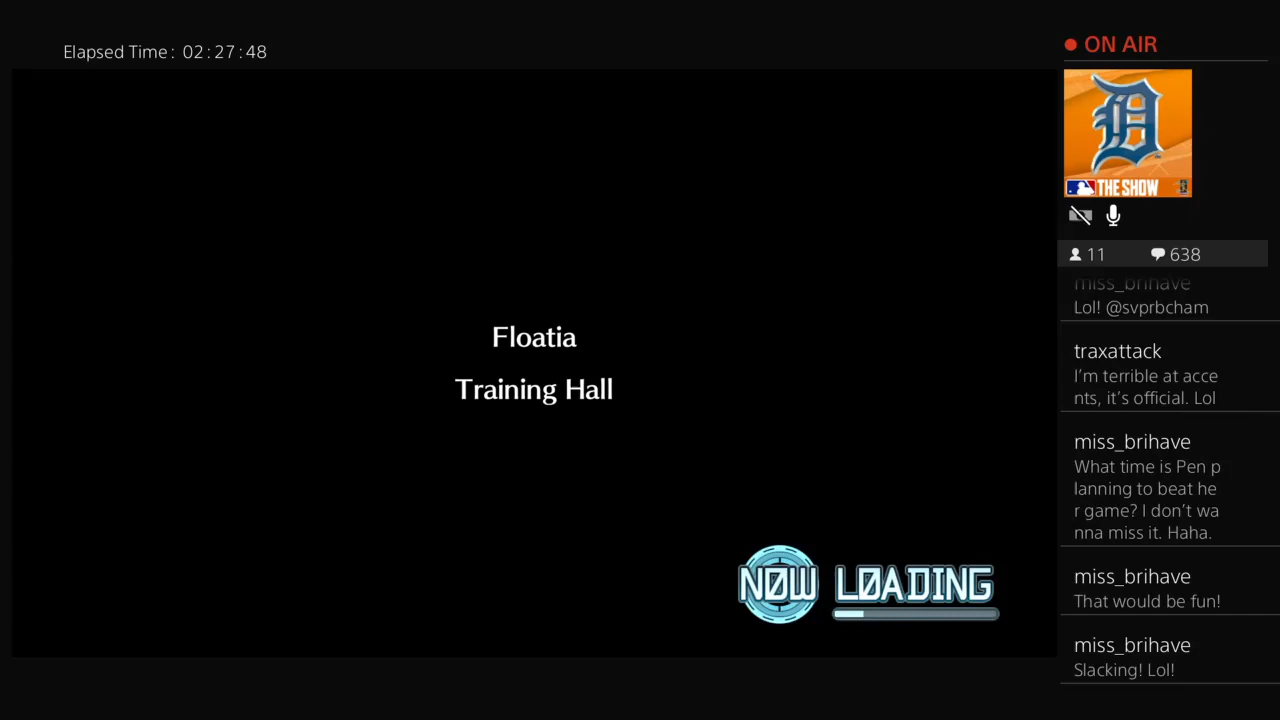 Elapsed Time: 02:27:48
ON AIR
D
THE SHOW
11 638
miss_brihave
Lol! @svprbcham
traxattack
I'm terrible at acce
nts, it's official. Lol
miss_brihave
What time is Pen p
lanning to beat he
r game? I don't wa
nna miss it. Haha.
miss_brihave
That would be fun!
miss_brihave
Slacking! Lol!
Floatia
Training Hall
NOW LOADING